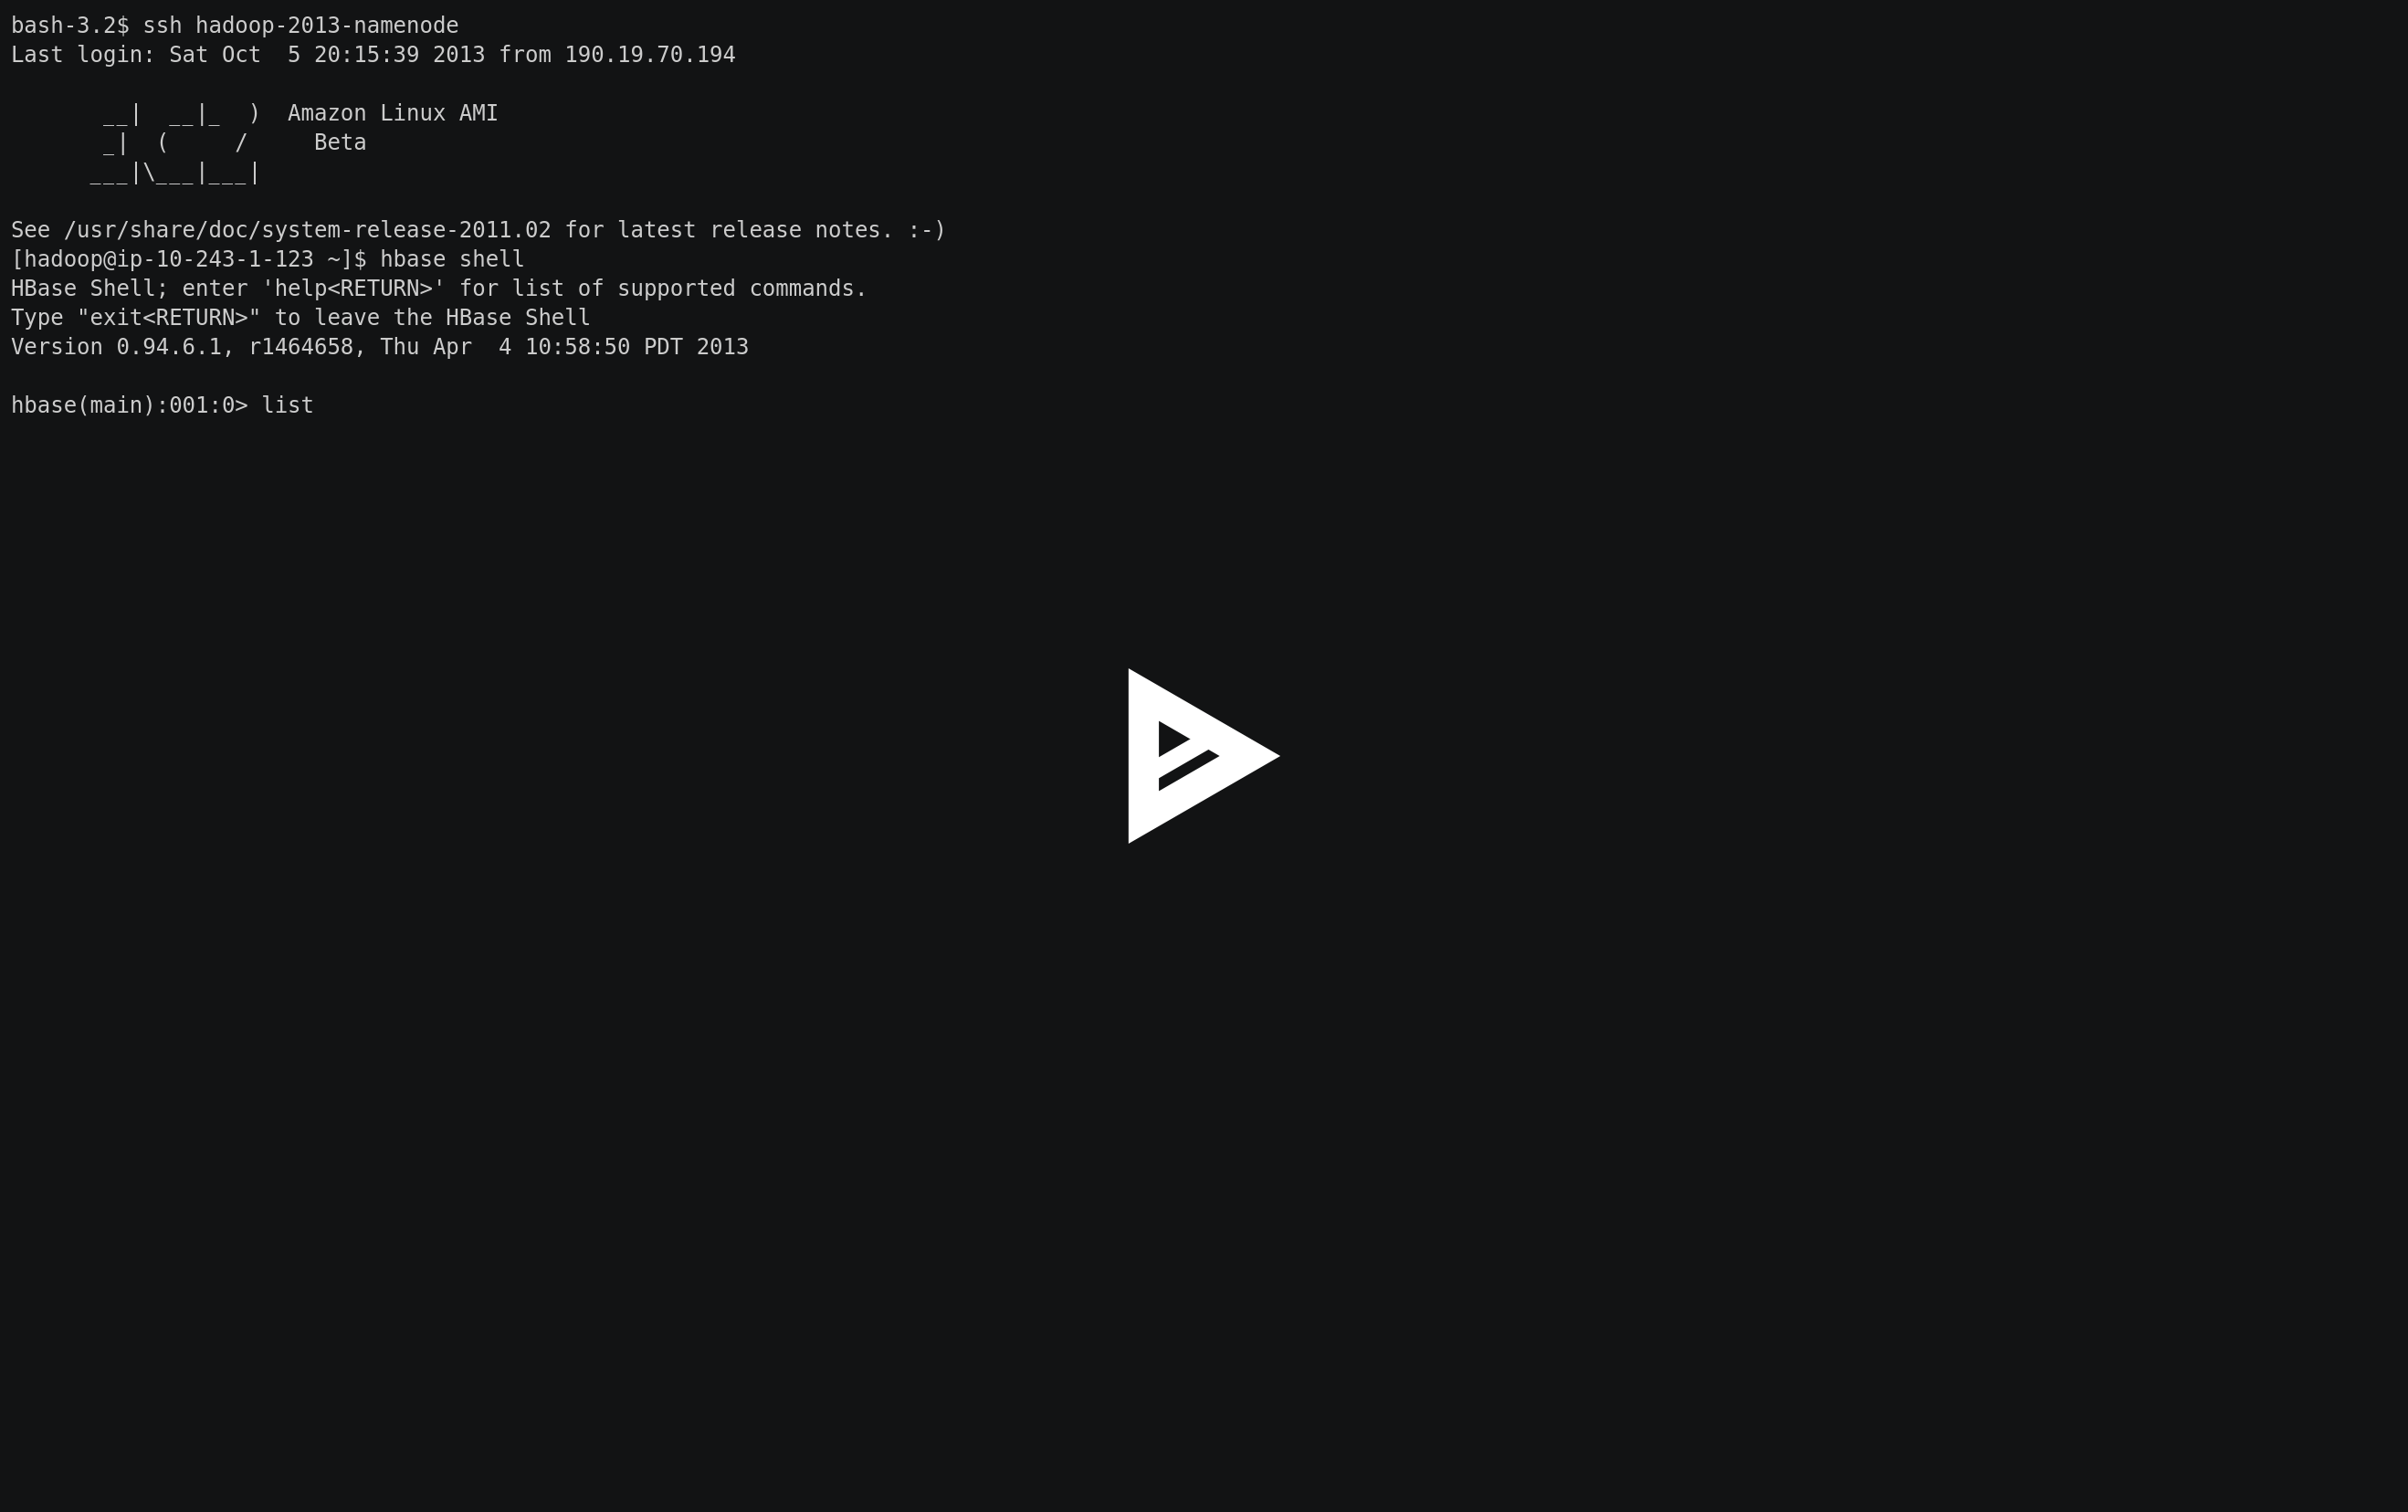 bash-3.2$ ssh hadoop-2013-namenode
Last login: Sat Oct  5 20:15:39 2013 from 190.19.70.194

       __|  __|_  )  Amazon Linux AMI
       _|  (     /     Beta
      ___|\___|___|

See /usr/share/doc/system-release-2011.02 for latest release notes. :-)
[hadoop@ip-10-243-1-123 ~]$ hbase shell
HBase Shell; enter 'help<RETURN>' for list of supported commands.
Type "exit<RETURN>" to leave the HBase Shell
Version 0.94.6.1, r1464658, Thu Apr  4 10:58:50 PDT 2013

hbase(main):001:0> list